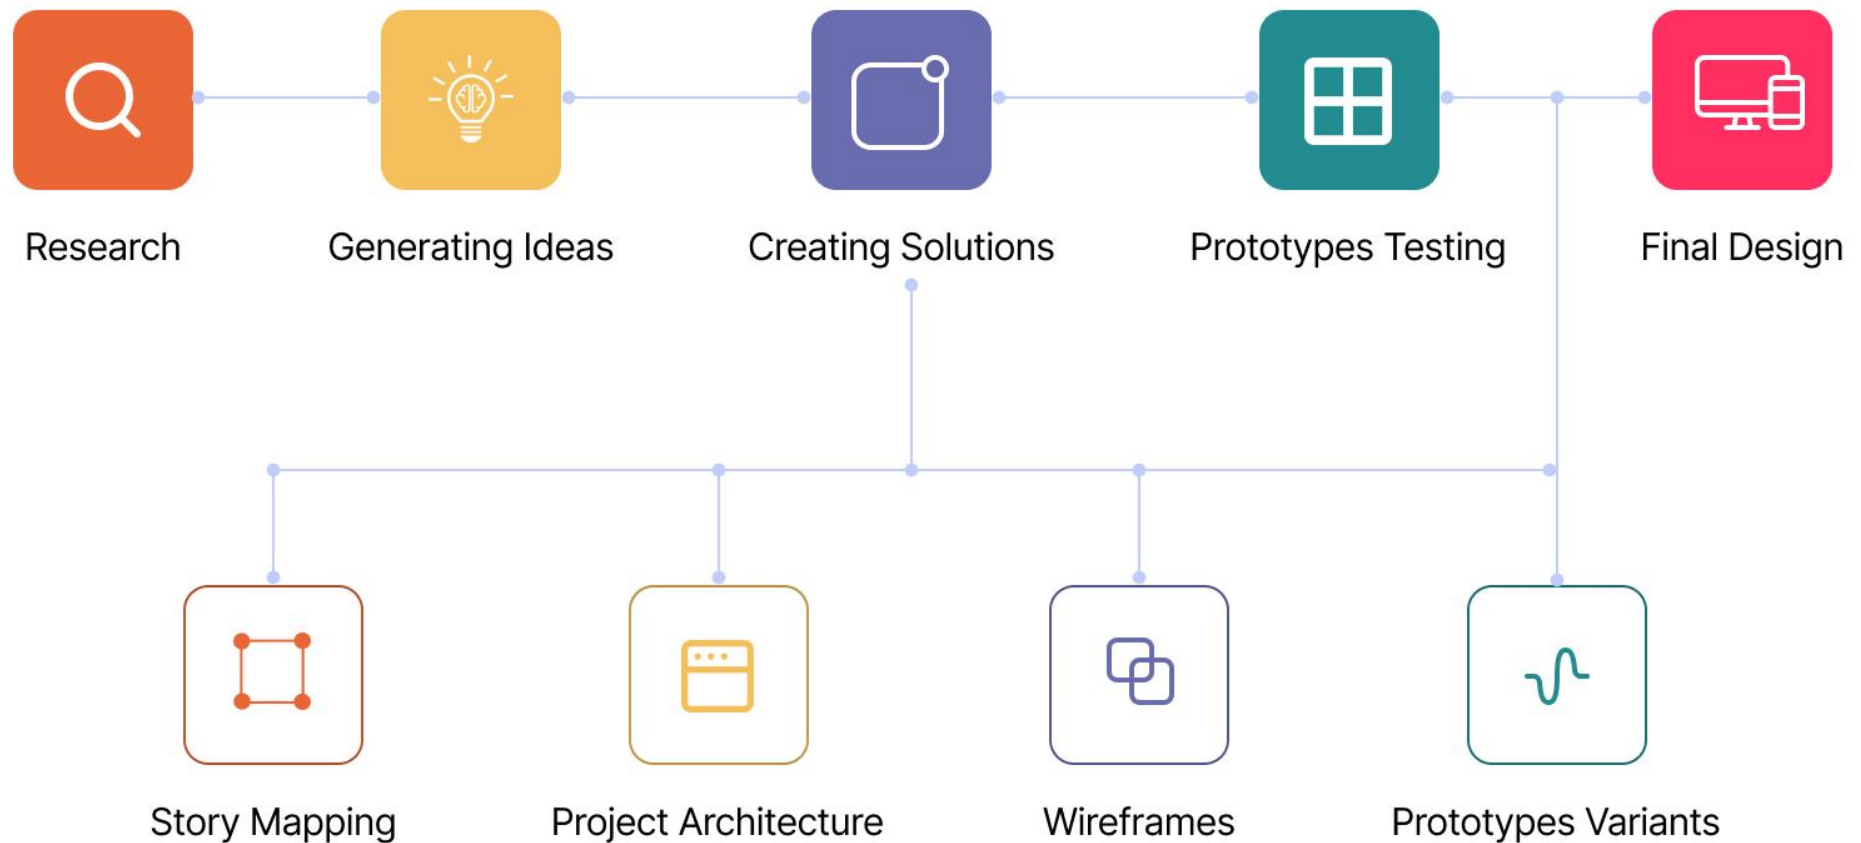 Research
Generating Ideas
Creating Solutions
Prototypes Testing
Final Design
Story Mapping
Project Architecture
Wireframes
Prototypes Variants